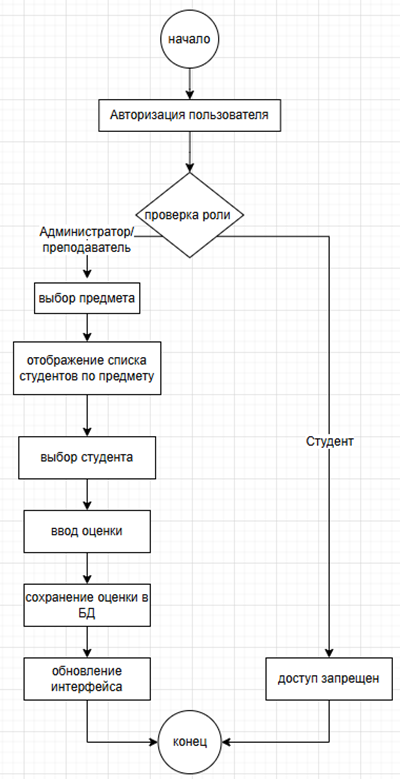 начало
Авторизация пользователя
проверка роли
Администратор/
преподаватель
выбор предмета
отображение списка
студентов по предмету
выбор студента
Студент
ввод оценки
сохранение оценки в
БД
обновление
интерфейса
доступ запрещен
конец